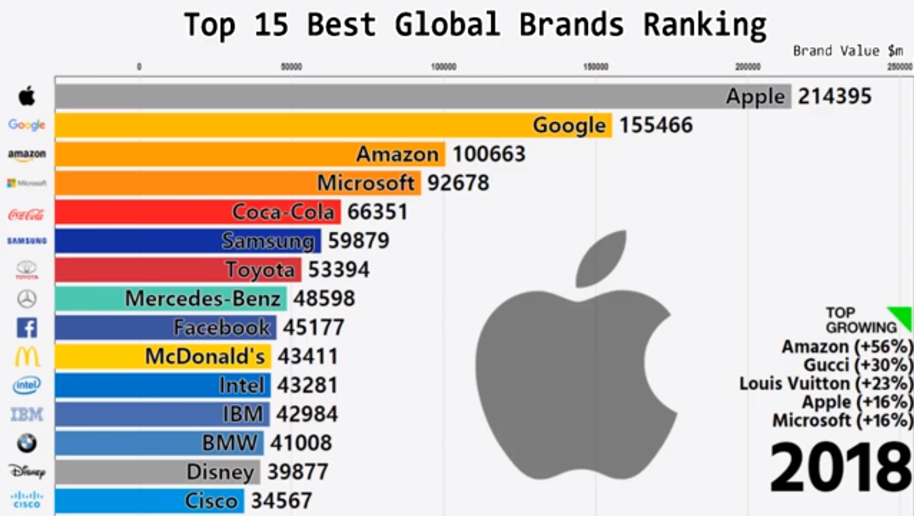 Top 15 Best Global Brands Ranking
Brand Value $m
0 50000 100000 150000 200000 250000
Apple 214395
Google Google 155466
amazon Amazon 100663
Microsoft Microsoft 92678
Coca-Cola Coca-Cola 66351
SAMSUNG Samsung 59879
TOYOTA Toyota 53394
Mercedes-Benz 48598
Facebook 45177
McDonald's 43411
intel Intel 43281
IBM IBM 42984
BMW 41008
Disney Disney 39877
CISCO Cisco 34567
TOP
GROWING
Amazon (+56%)
Gucci (+30%)
Louis Vuitton (+23%)
Apple (+16%)
Microsoft (+16%)
2018